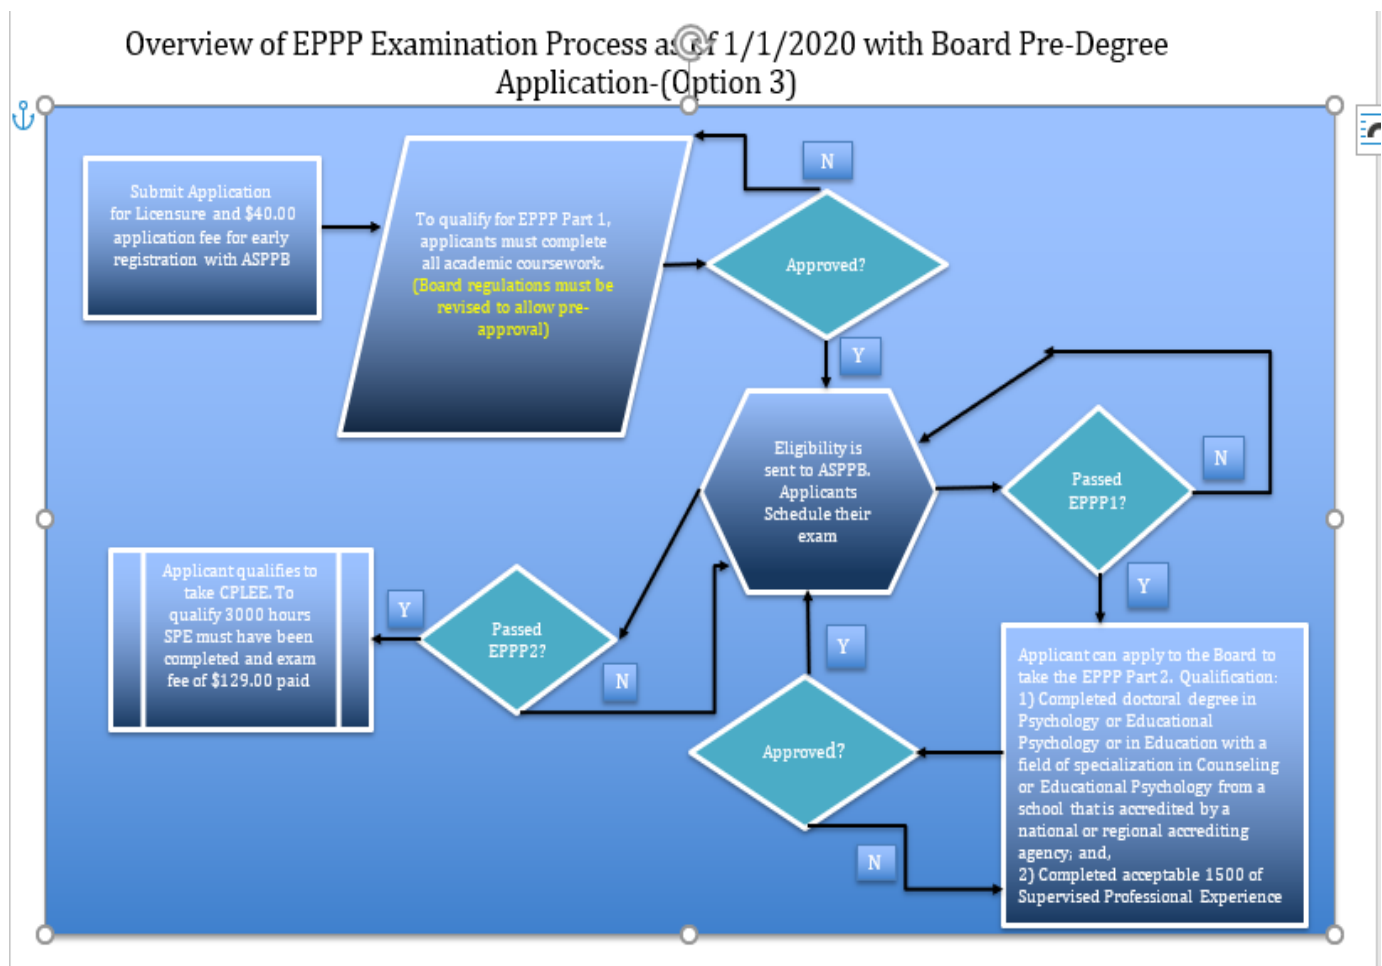 Overview of EPPP Examination Process as of 1/1/2020 with Board Pre-Degree
Application-(Option 3)
Submit Application
for Licensure and $40.00
application fee for early
registration with ASPPB
To qualify for EPPP Part 1,
applicants must complete
all academic coursework.
(Board regulations must be
revised to allow pre-
approval)
N
Approved?
Y
Eligibility is
sent to ASPPB.
Applicants
Schedule their
exam
Passed
EPPP1?
N
Y
Applicant can apply to the Board to
take the EPPP Part 2. Qualification:
1) Completed doctoral degree in
Psychology or Educational
Psychology or in Education with a
field of specialization in Counseling
or Educational Psychology from a
school that is accredited by a
national or regional accrediting
agency; and,
2) Completed acceptable 1500 of
Supervised Professional Experience
Approved?
Y
N
Passed
EPPP2?
N
Y
Applicant qualifies to
take CPLEE. To
qualify 3000 hours
SPE must have been
completed and exam
fee of $129.00 paid